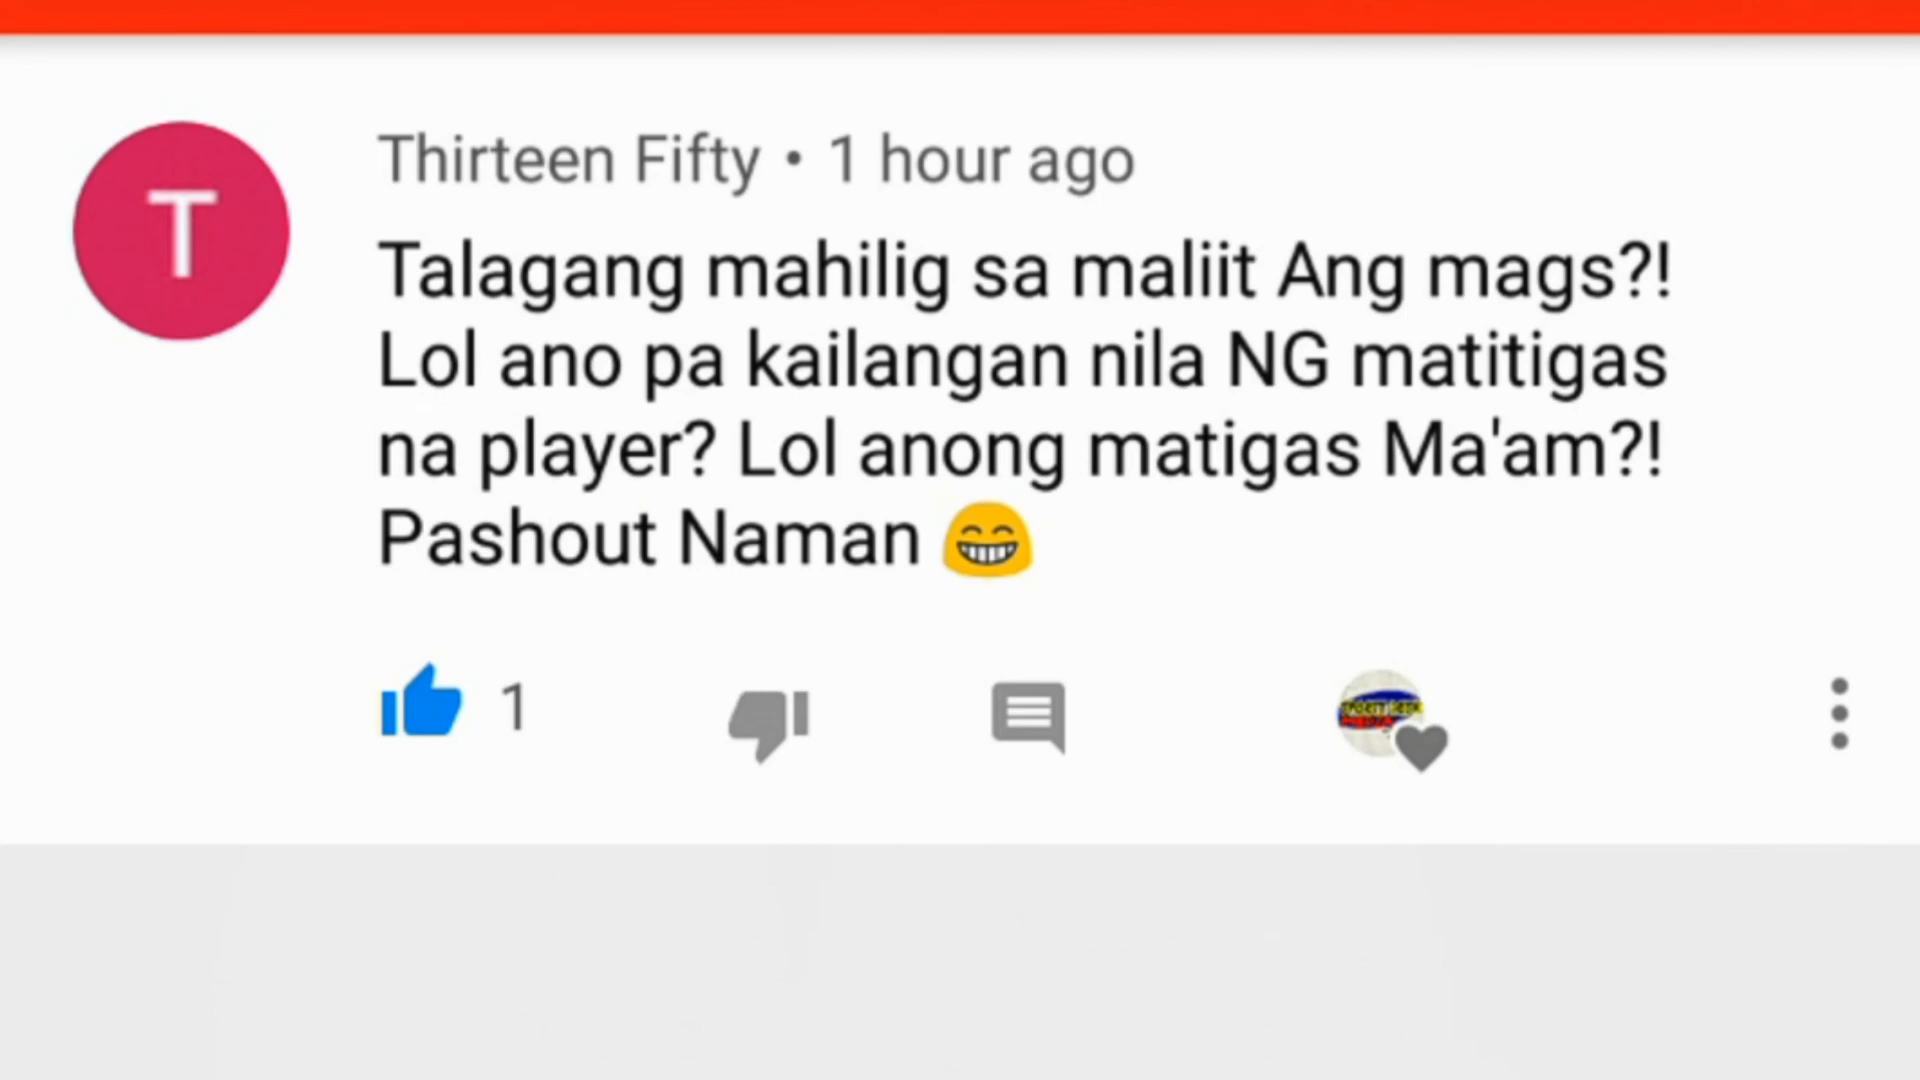 T
Thirteen Fifty • 1 hour ago
Talagang mahilig sa maliit Ang mags?!
Lol ano pa kailangan nila NG matitigas
na player? Lol anong matigas Ma'am?!
Pashout Naman 😁
1